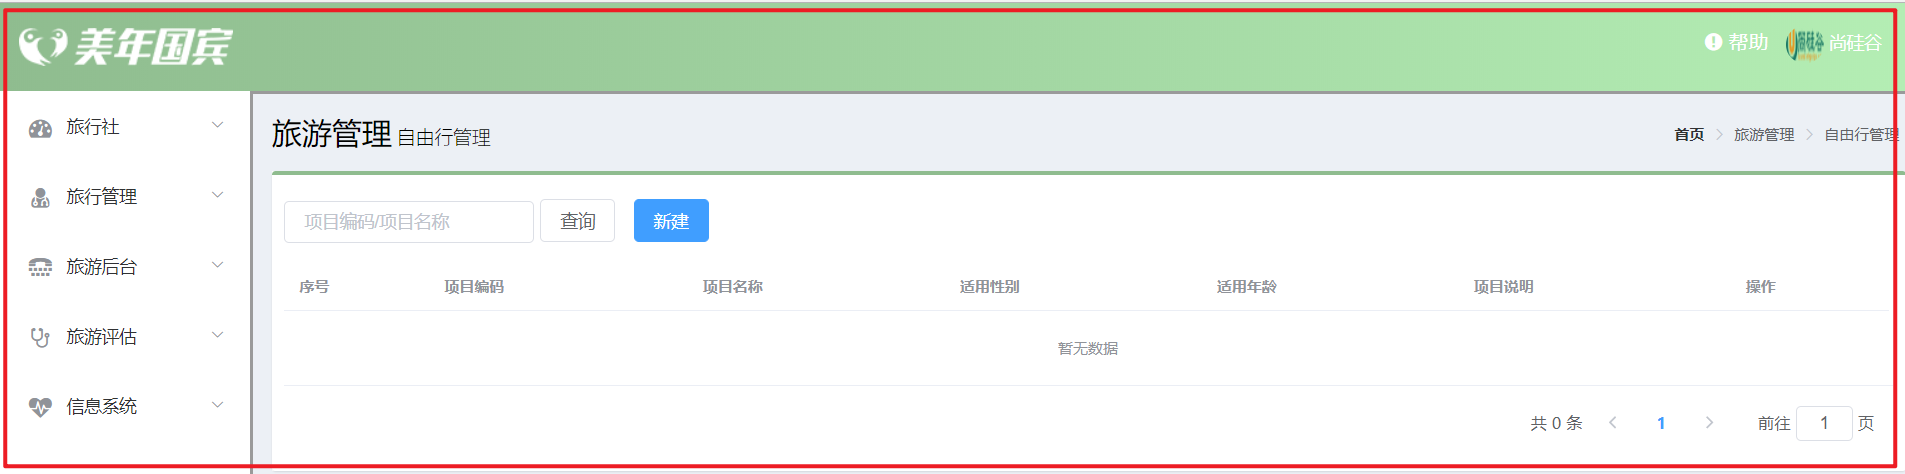 美年国宾
帮助 尚硅谷
旅行社
旅行管理
旅游后台
旅游评估
信息系统
旅游管理 自由行管理
首页 > 旅游管理 > 自由行管理
项目编码/项目名称 查询 新建
序号 项目编码 项目名称 适用性别 适用年龄 项目说明 操作
暂无数据
共 0 条 < 1 > 前往 1 页